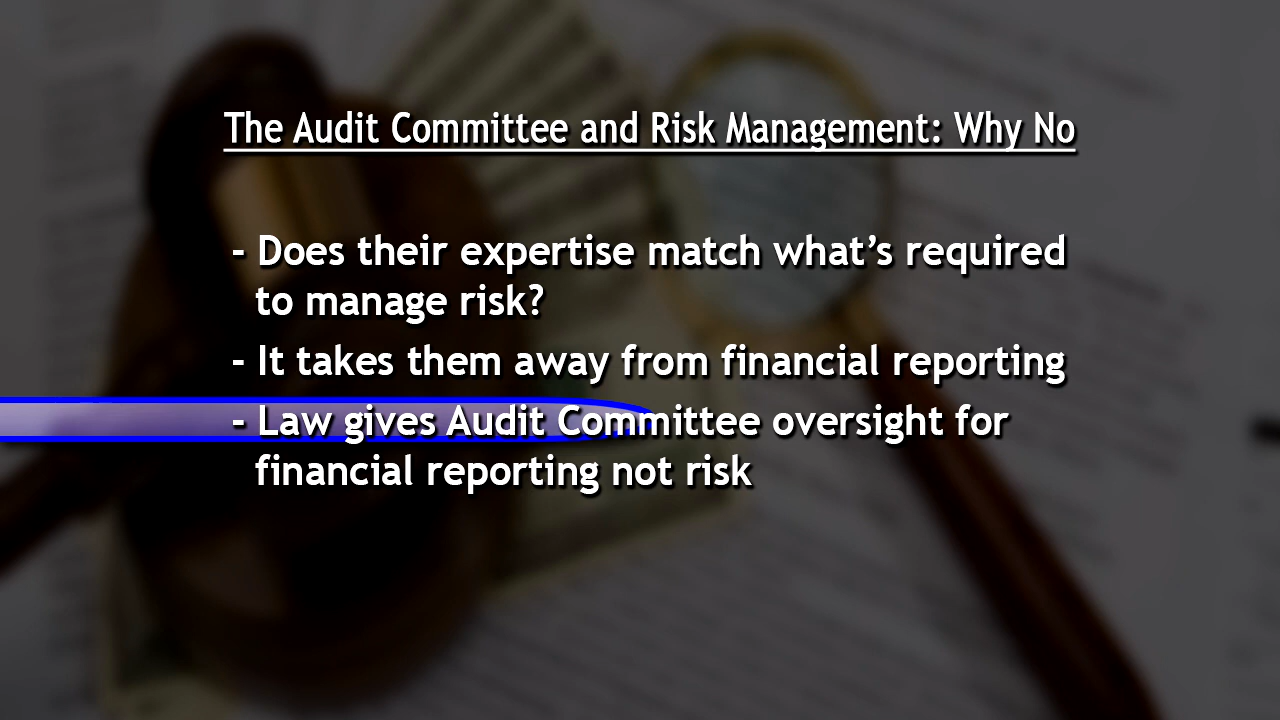 The Audit Committee and Risk Management: Why No
- Does their expertise match what’s required
to manage risk?
- It takes them away from financial reporting
- Law gives Audit Committee oversight for
financial reporting not risk